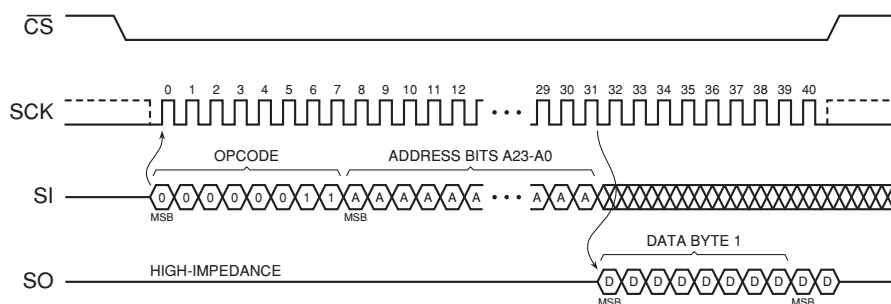 CS
0 1 2 3 4 5 6 7 8 9 10 11 12 29 30 31 32 33 34 35 36 37 38 39 40
SCK
OPCODE ADDRESS BITS A23-A0
SI 0 0 0 0 0 0 1 1 A A A A A A A A
MSB MSB
DATA BYTE 1
SO HIGH-IMPEDANCE D D D D D D D D D D
MSB MSB